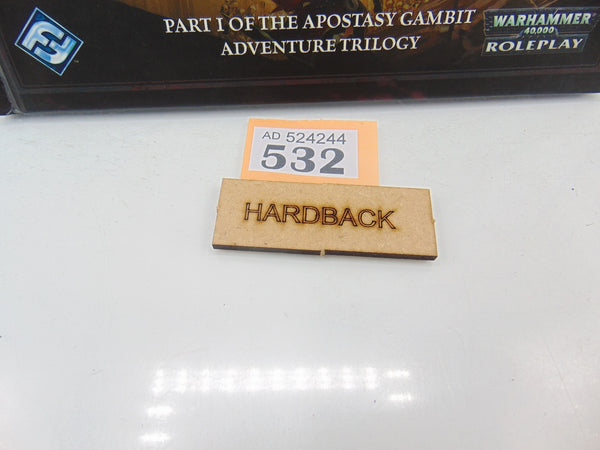 PART I OF THE APOSTASY GAMBIT
ADVENTURE TRILOGY
WARHAMMER
40,000
ROLEPLAY
AD 524244
532
HARDBACK